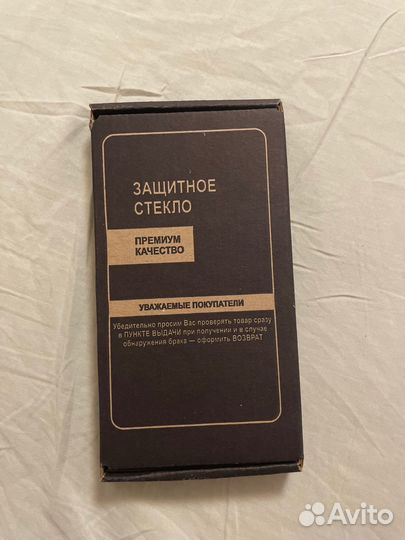 ЗАЩИТНОЕ
СТЕКЛО
ПРЕМИУМ
КАЧЕСТВО
УВАЖАЕМЫЕ ПОКУПАТЕЛИ
Убедительно просим Вас проверять товар сразу
в ПУНКТЕ ВЫДАЧИ при получении и в случае
обнаружения брака — оформить ВОЗВРАТ
Avito